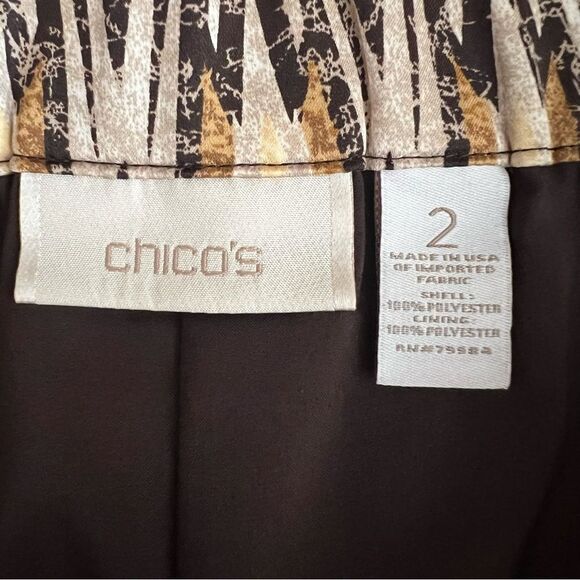 chico's
2
MADE IN USA
OF IMPORTED
FABRIC
SHELL:
100% POLYESTER
LINING:
100% POLYESTER
RN# 79984